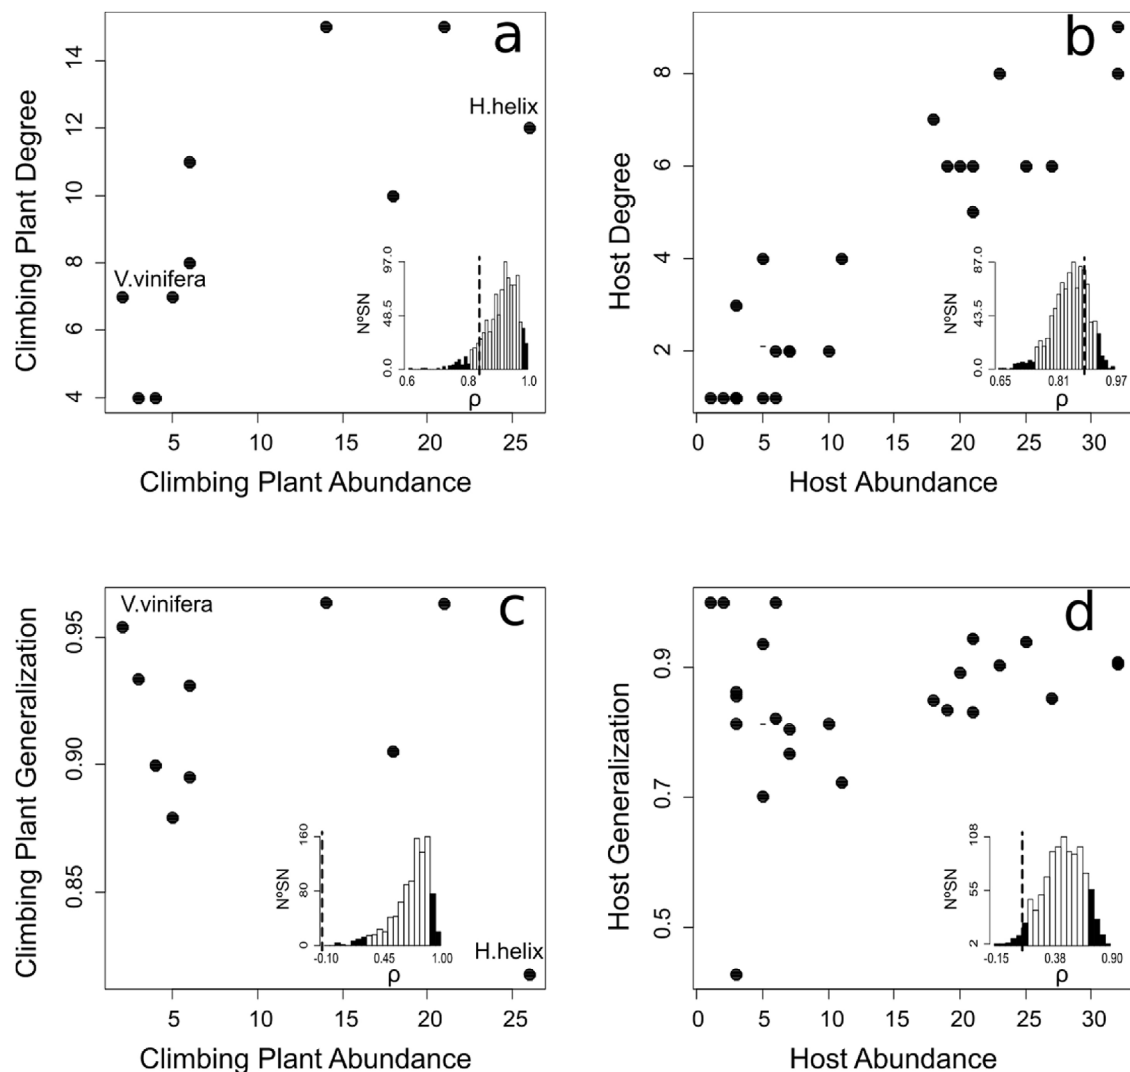 a
Climbing Plant Degree
14
12
10
8
6
4
H.helix
V.vinifera
NºSN
97.0
48.5
0.0
0.6
0.8
1.0
ρ
5
10
15
20
25
Climbing Plant Abundance
b
Host Degree
8
6
4
2
NºSN
87.0
43.5
0.0
0.65
0.81
0.97
ρ
0
5
10
15
20
25
30
Host Abundance
c
Climbing Plant Generalization
0.95
0.90
0.85
V.vinifera
H.helix
NºSN
160
80
0
-0.10
0.45
1.00
ρ
5
10
15
20
25
Climbing Plant Abundance
d
Host Generalization
0.9
0.7
0.5
NºSN
108
55
2
-0.15
0.38
0.90
ρ
0
5
10
15
20
25
30
Host Abundance